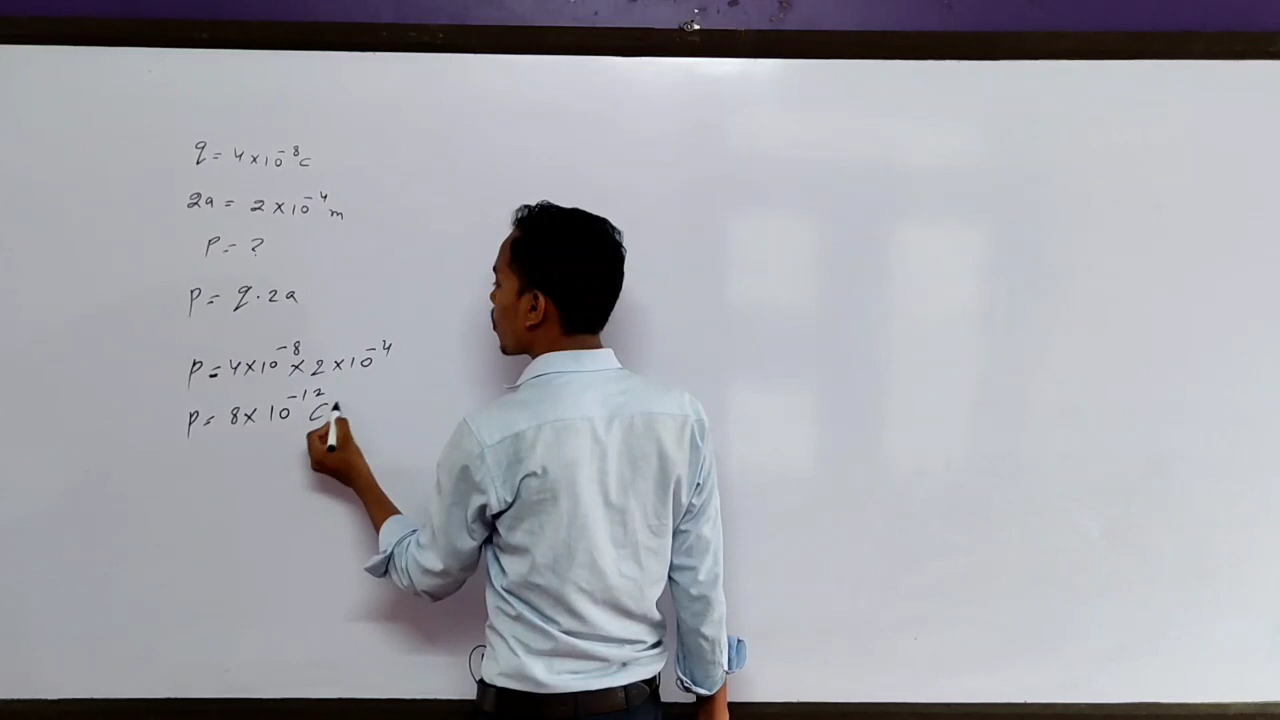 q = 4 × 10⁻⁸ C
2a = 2 × 10⁻⁴ m
P = ?
P = q · 2a
P = 4 × 10⁻⁸ × 2 × 10⁻⁴
P = 8 × 10⁻¹² C